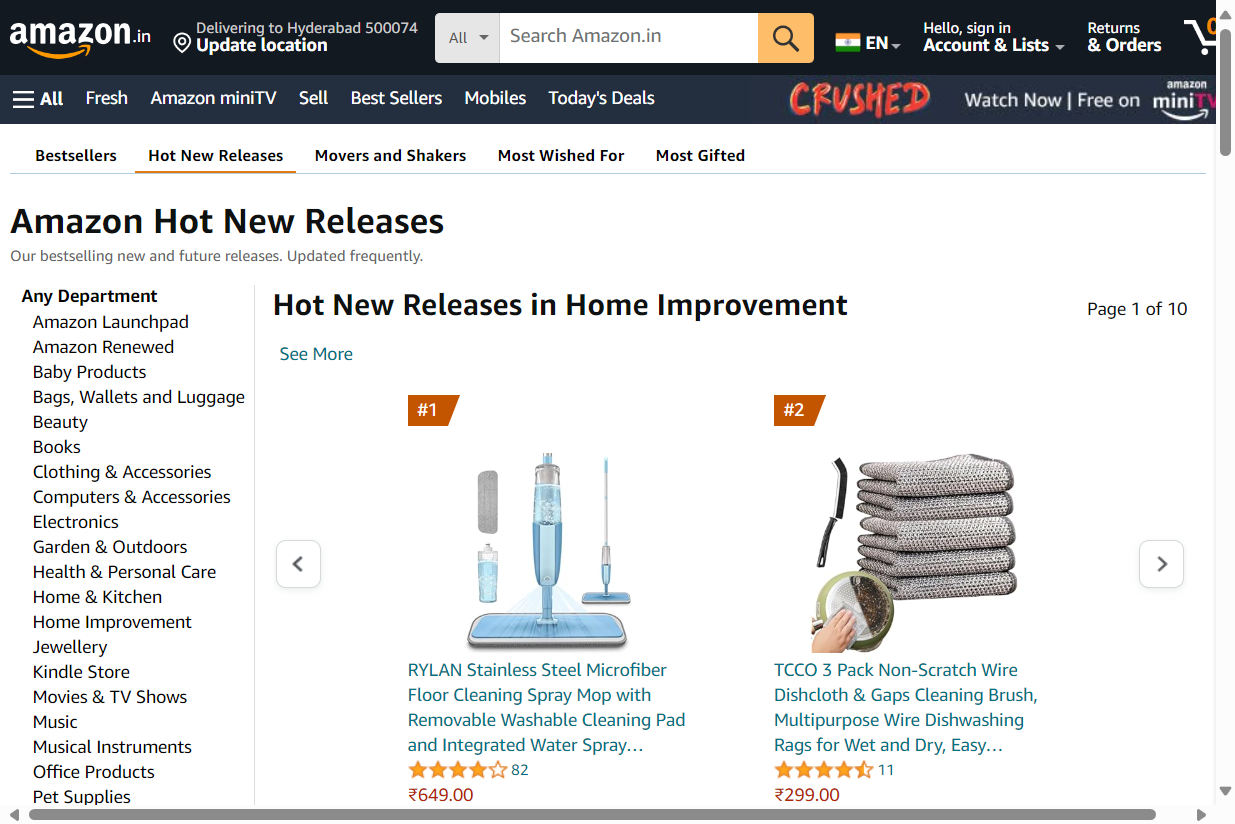 amazon.in
Delivering to Hyderabad 500074
Update location
All
Search Amazon.in
EN
Hello, sign in
Account & Lists
Returns
& Orders
0
All
Fresh
Amazon miniTV
Sell
Best Sellers
Mobiles
Today's Deals
CRUSHED
Watch Now | Free on
amazon
miniTV
Bestsellers
Hot New Releases
Movers and Shakers
Most Wished For
Most Gifted
Amazon Hot New Releases
Our bestselling new and future releases. Updated frequently.
Any Department
Amazon Launchpad
Amazon Renewed
Baby Products
Bags, Wallets and Luggage
Beauty
Books
Clothing & Accessories
Computers & Accessories
Electronics
Garden & Outdoors
Health & Personal Care
Home & Kitchen
Home Improvement
Jewellery
Kindle Store
Movies & TV Shows
Music
Musical Instruments
Office Products
Pet Supplies
Hot New Releases in Home Improvement
Page 1 of 10
See More
#1
RYLAN Stainless Steel Microfiber
Floor Cleaning Spray Mop with
Removable Washable Cleaning Pad
and Integrated Water Spray…
82
₹649.00
#2
TCCO 3 Pack Non-Scratch Wire
Dishcloth & Gaps Cleaning Brush,
Multipurpose Wire Dishwashing
Rags for Wet and Dry, Easy…
11
₹299.00